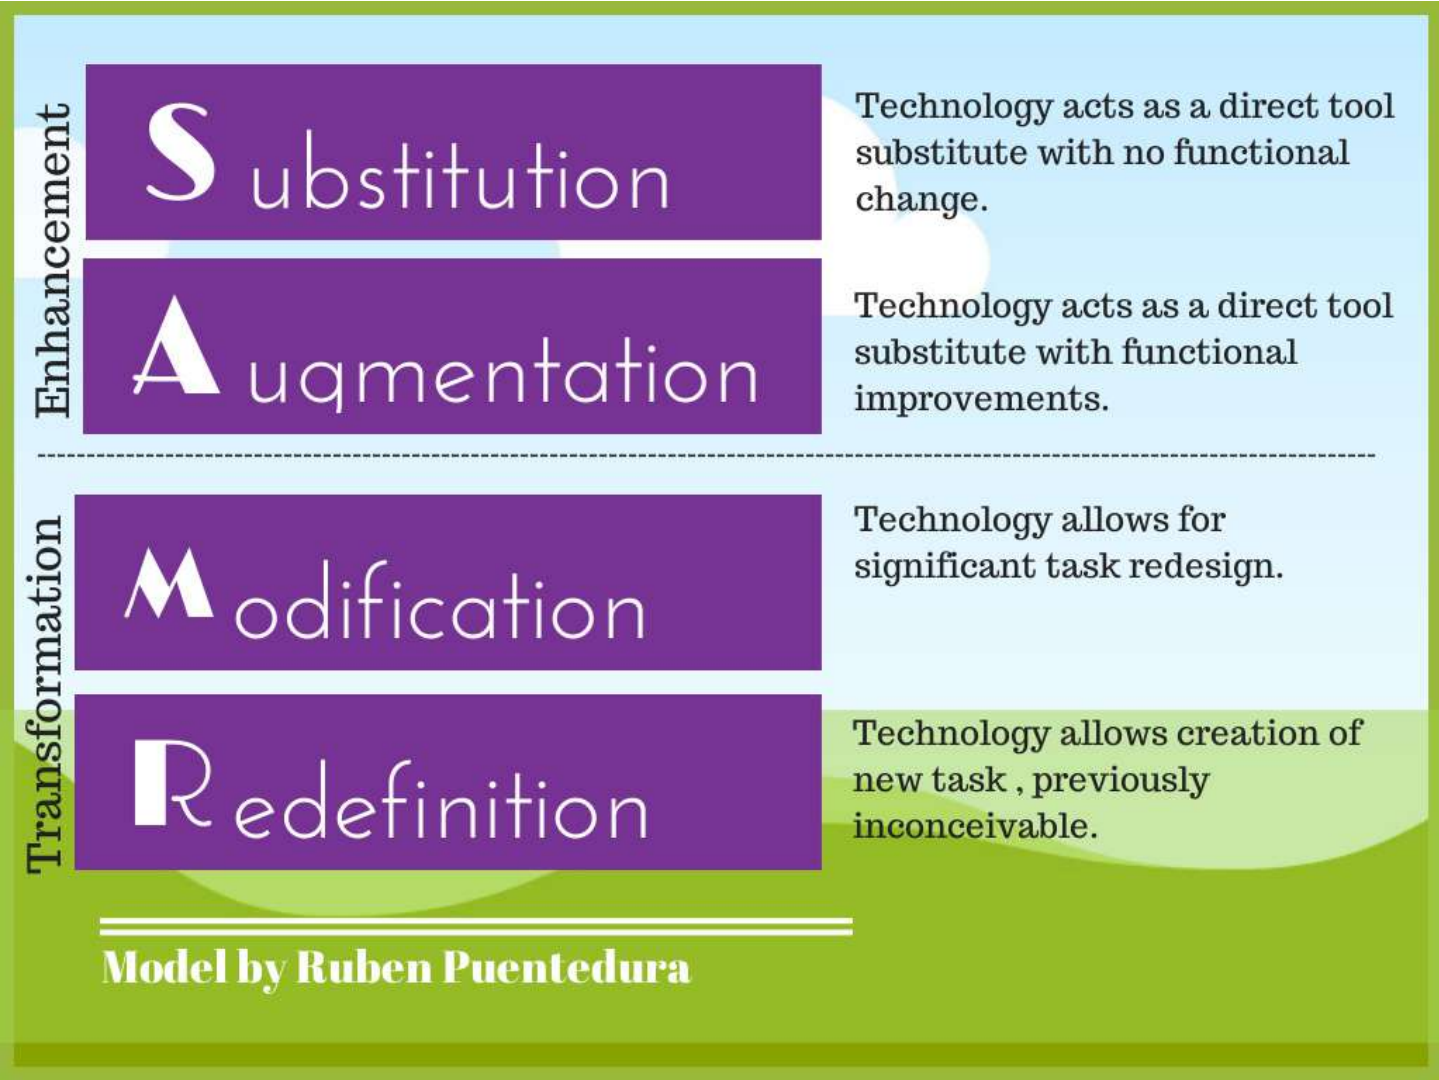 Enhancement
Substitution
Technology acts as a direct tool
substitute with no functional
change.
Augmentation
Technology acts as a direct tool
substitute with functional
improvements.
Transformation
Modification
Technology allows for
significant task redesign.
Redefinition
Technology allows creation of
new task , previously
inconceivable.
Model by Ruben Puentedura